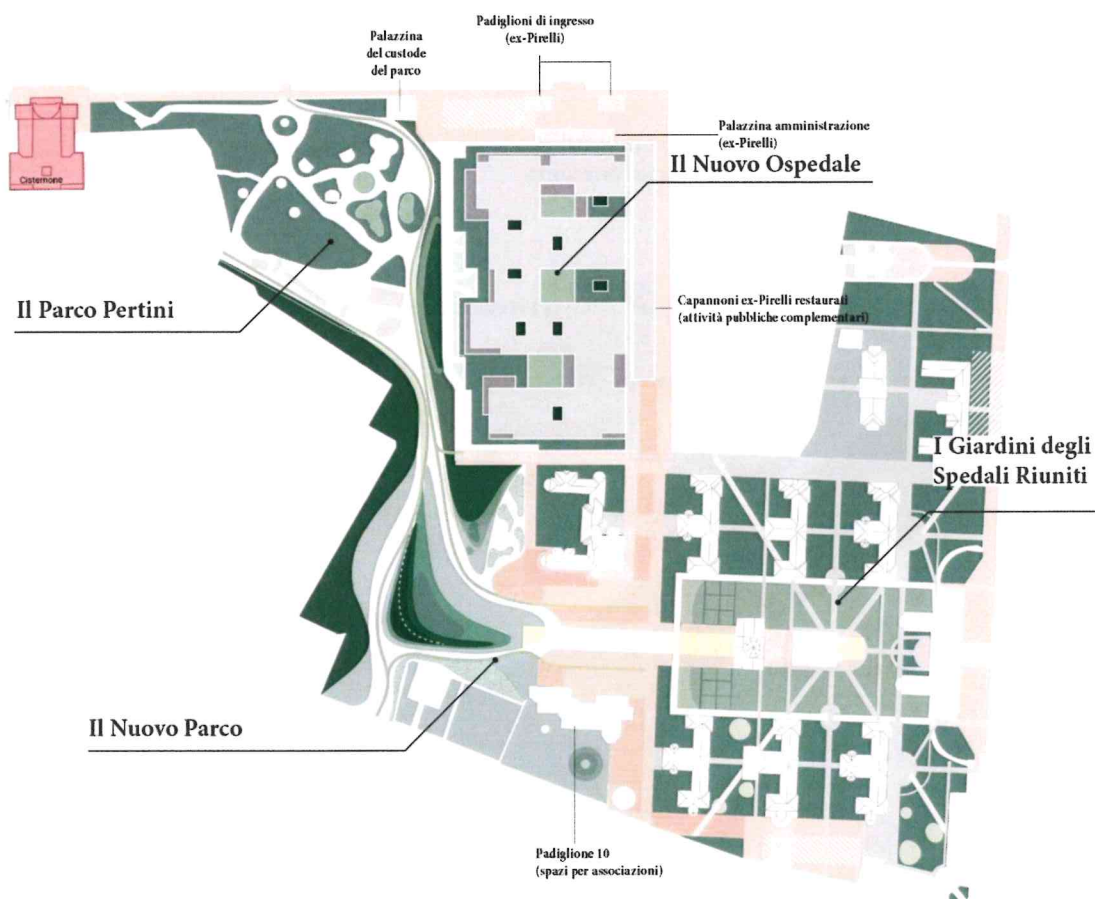 Padiglioni di ingresso
(ex-Pirelli)
Palazzina
del custode
del parco
Palazzina amministrazione
(ex-Pirelli)
Il Nuovo Ospedale
Cisternone
Il Parco Pertini
Capannoni ex-Pirelli restaurati
(attività pubbliche complementari)
I Giardini degli
Spedali Riuniti
Il Nuovo Parco
Padiglione 10
(spazi per associazioni)